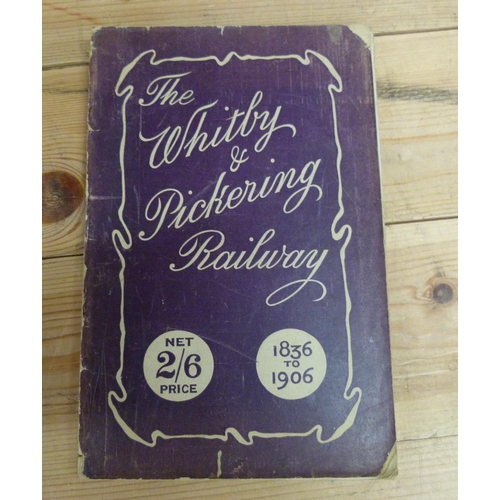 The
Whitby
&
Pickering
Railway
NET
2/6
PRICE
1836
TO
1906